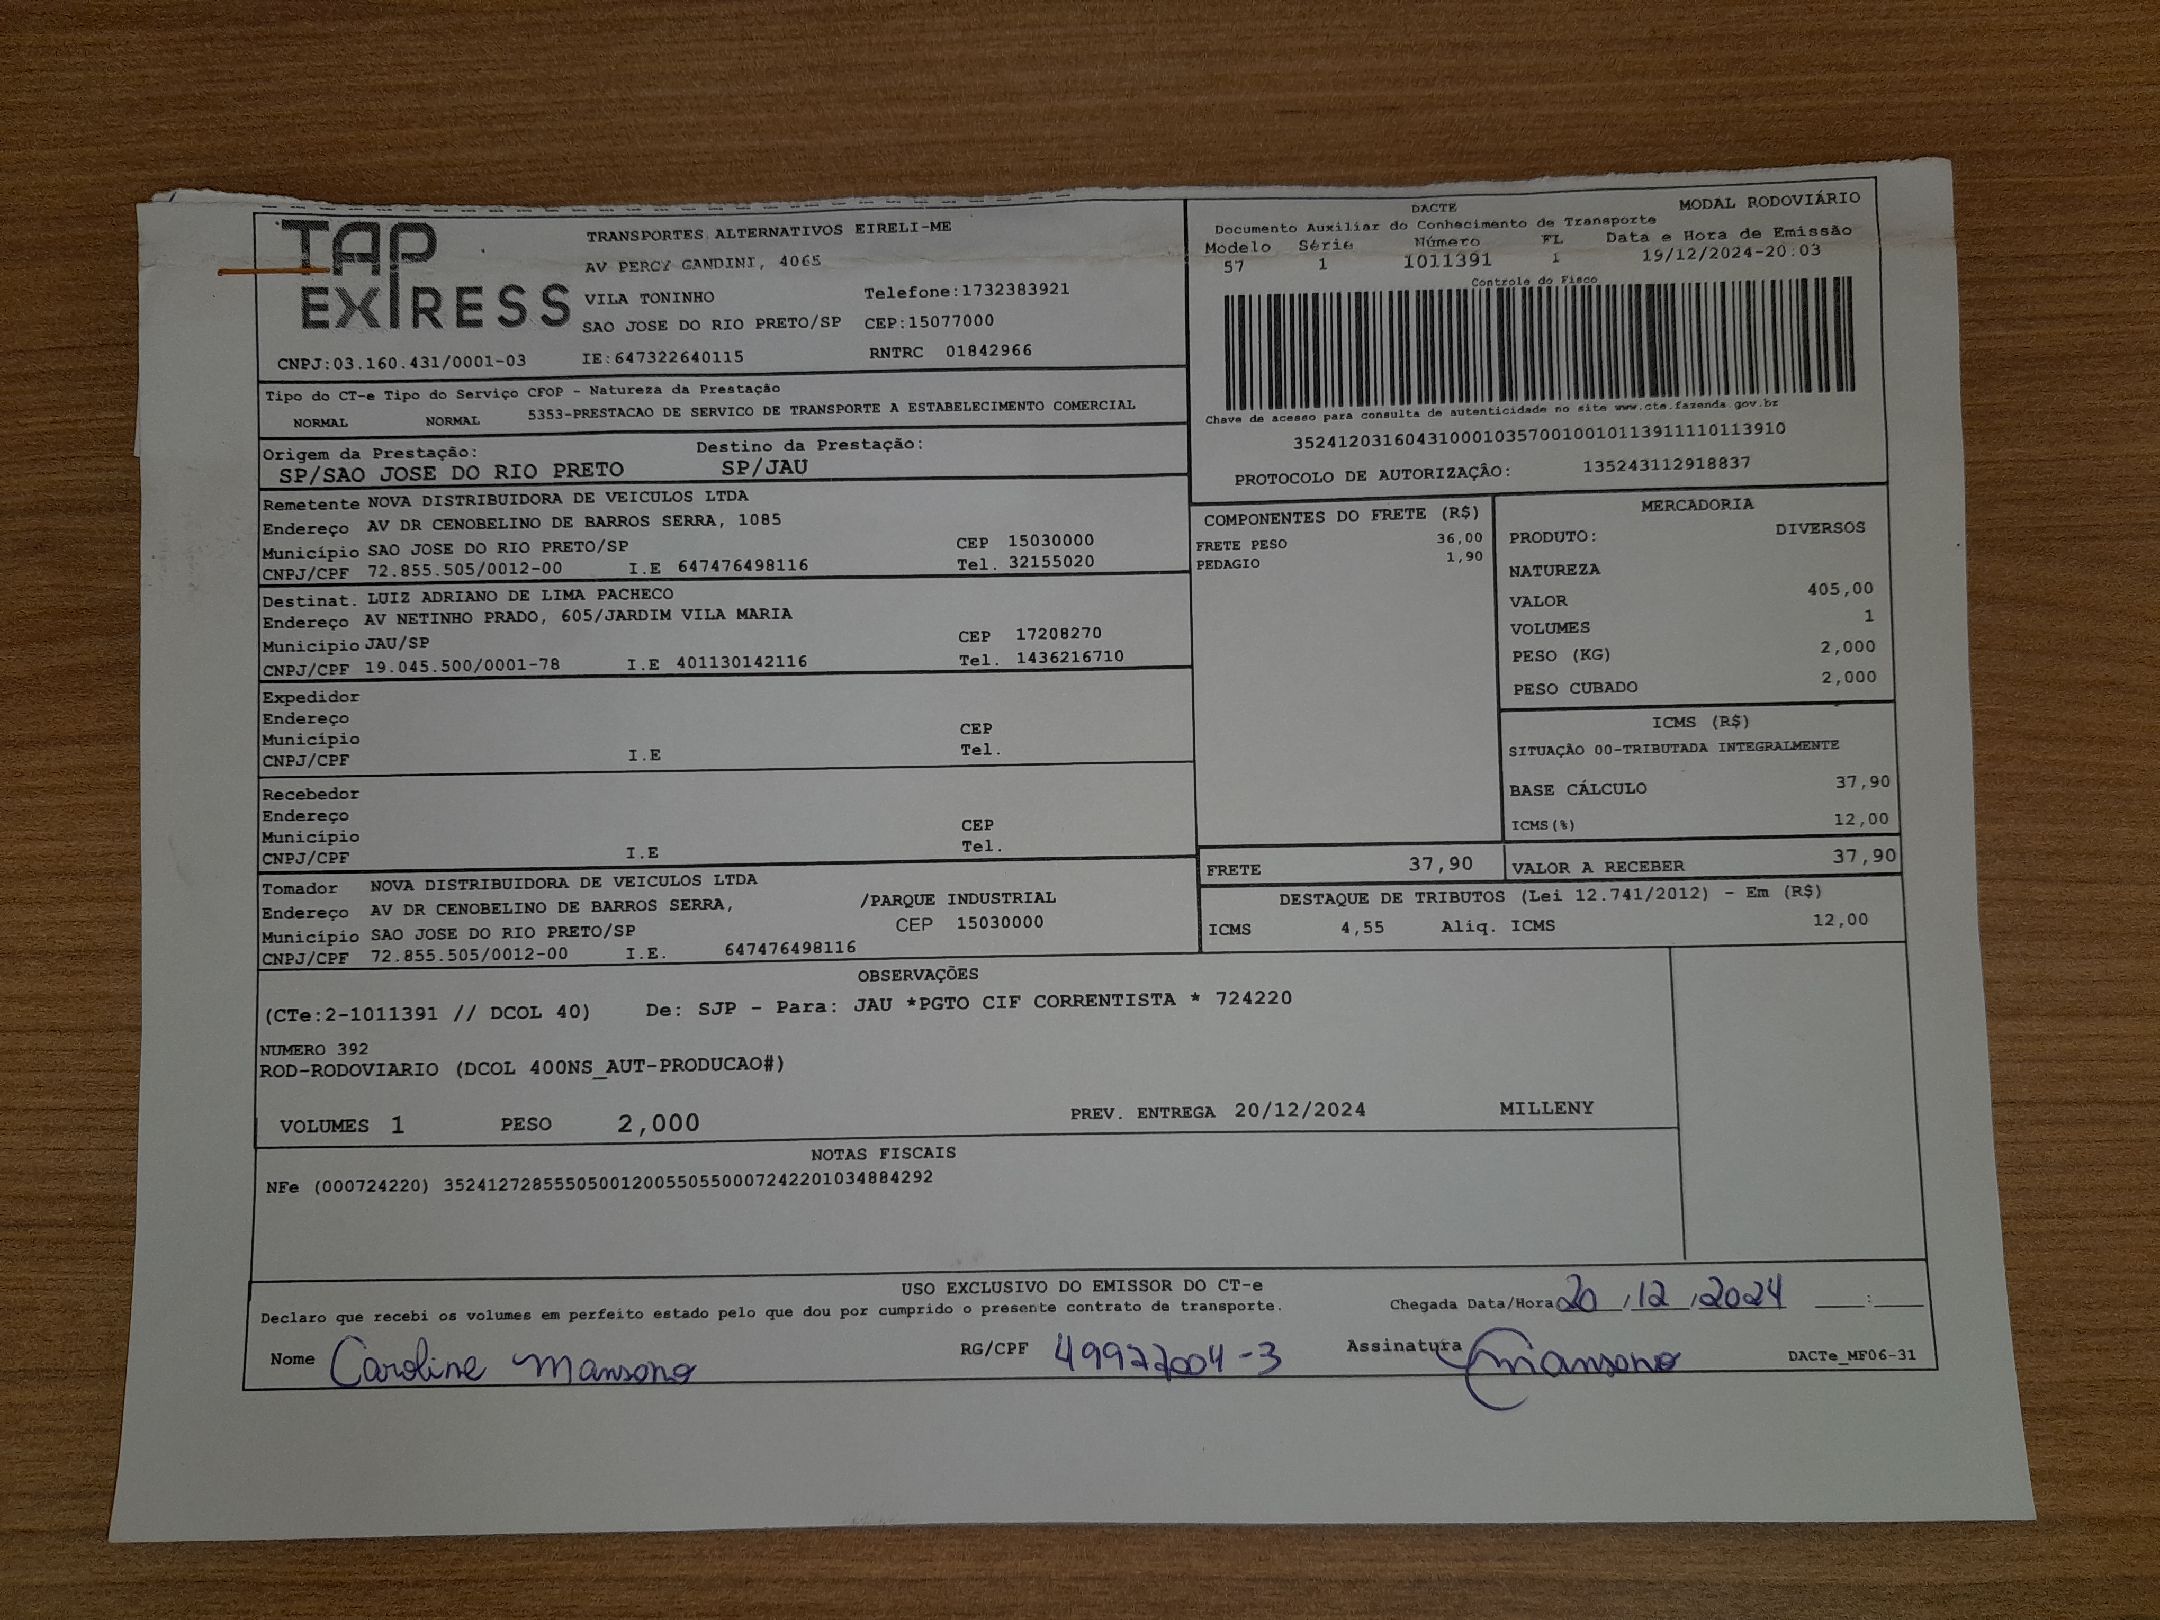 TAP EXPRESS
TRANSPORTES ALTERNATIVOS EIRELI-ME
AV PERCY GANDINI, 4065
VILA TONINHO Telefone:1732383921
SAO JOSE DO RIO PRETO/SP CEP:15077000
CNPJ:03.160.431/0001-03 IE:647322640115 RNTRC 01842966
DACTE MODAL RODOVIÁRIO
Documento Auxiliar do Conhecimento de Transporte
Modelo Série Número FL Data e Hora de Emissão
57 1 1011391 1 19/12/2024-20:03
Controle do Fisco
Chave de acesso para consulta de autenticidade no site www.cte.fazenda.gov.br
35241203160431000103570010010113911110113910
PROTOCOLO DE AUTORIZAÇÃO: 135243112918837
Tipo do CT-e Tipo do Serviço CFOP - Natureza da Prestação
NORMAL NORMAL 5353-PRESTACAO DE SERVICO DE TRANSPORTE A ESTABELECIMENTO COMERCIAL
Origem da Prestação: Destino da Prestação:
SP/SAO JOSE DO RIO PRETO SP/JAU
Remetente NOVA DISTRIBUIDORA DE VEICULOS LTDA
Endereço AV DR CENOBELINO DE BARROS SERRA, 1085
Município SAO JOSE DO RIO PRETO/SP CEP 15030000
CNPJ/CPF 72.855.505/0012-00 I.E 647476498116 Tel. 32155020
Destinat. LUIZ ADRIANO DE LIMA PACHECO
Endereço AV NETINHO PRADO, 605/JARDIM VILA MARIA
Município JAU/SP CEP 17208270
CNPJ/CPF 19.045.500/0001-78 I.E 401130142116 Tel. 1436216710
Expedidor
Endereço
Município CEP
CNPJ/CPF I.E Tel.
Recebedor
Endereço
Município CEP
CNPJ/CPF I.E Tel.
Tomador NOVA DISTRIBUIDORA DE VEICULOS LTDA
Endereço AV DR CENOBELINO DE BARROS SERRA, /PARQUE INDUSTRIAL
Município SAO JOSE DO RIO PRETO/SP CEP 15030000
CNPJ/CPF 72.855.505/0012-00 I.E. 647476498116
COMPONENTES DO FRETE (R$)
FRETE PESO 36,00
PEDAGIO 1,90
MERCADORIA
PRODUTO: DIVERSOS
NATUREZA
VALOR 405,00
VOLUMES 1
PESO (KG) 2,000
PESO CUBADO 2,000
ICMS (R$)
SITUAÇÃO 00-TRIBUTADA INTEGRALMENTE
BASE CÁLCULO 37,90
ICMS(%) 12,00
FRETE 37,90 VALOR A RECEBER 37,90
DESTAQUE DE TRIBUTOS (Lei 12.741/2012) - Em (R$)
ICMS 4,55 Aliq. ICMS 12,00
OBSERVAÇÕES
(CTe:2-1011391 // DCOL 40) De: SJP - Para: JAU *PGTO CIF CORRENTISTA * 724220
NUMERO 392
ROD-RODOVIARIO (DCOL 400NS_AUT-PRODUCAO#)
VOLUMES 1 PESO 2,000 PREV. ENTREGA 20/12/2024 MILLENY
NOTAS FISCAIS
NFe (000724220) 35241272855505001200550550007242201034884292
USO EXCLUSIVO DO EMISSOR DO CT-e
Declaro que recebi os volumes em perfeito estado pelo que dou por cumprido o presente contrato de transporte. Chegada Data/Hora 20/12/2024 ___:___
Nome Caroline Mansono RG/CPF 49977004-3 Assinatura CMansono DACTe_MF06-31